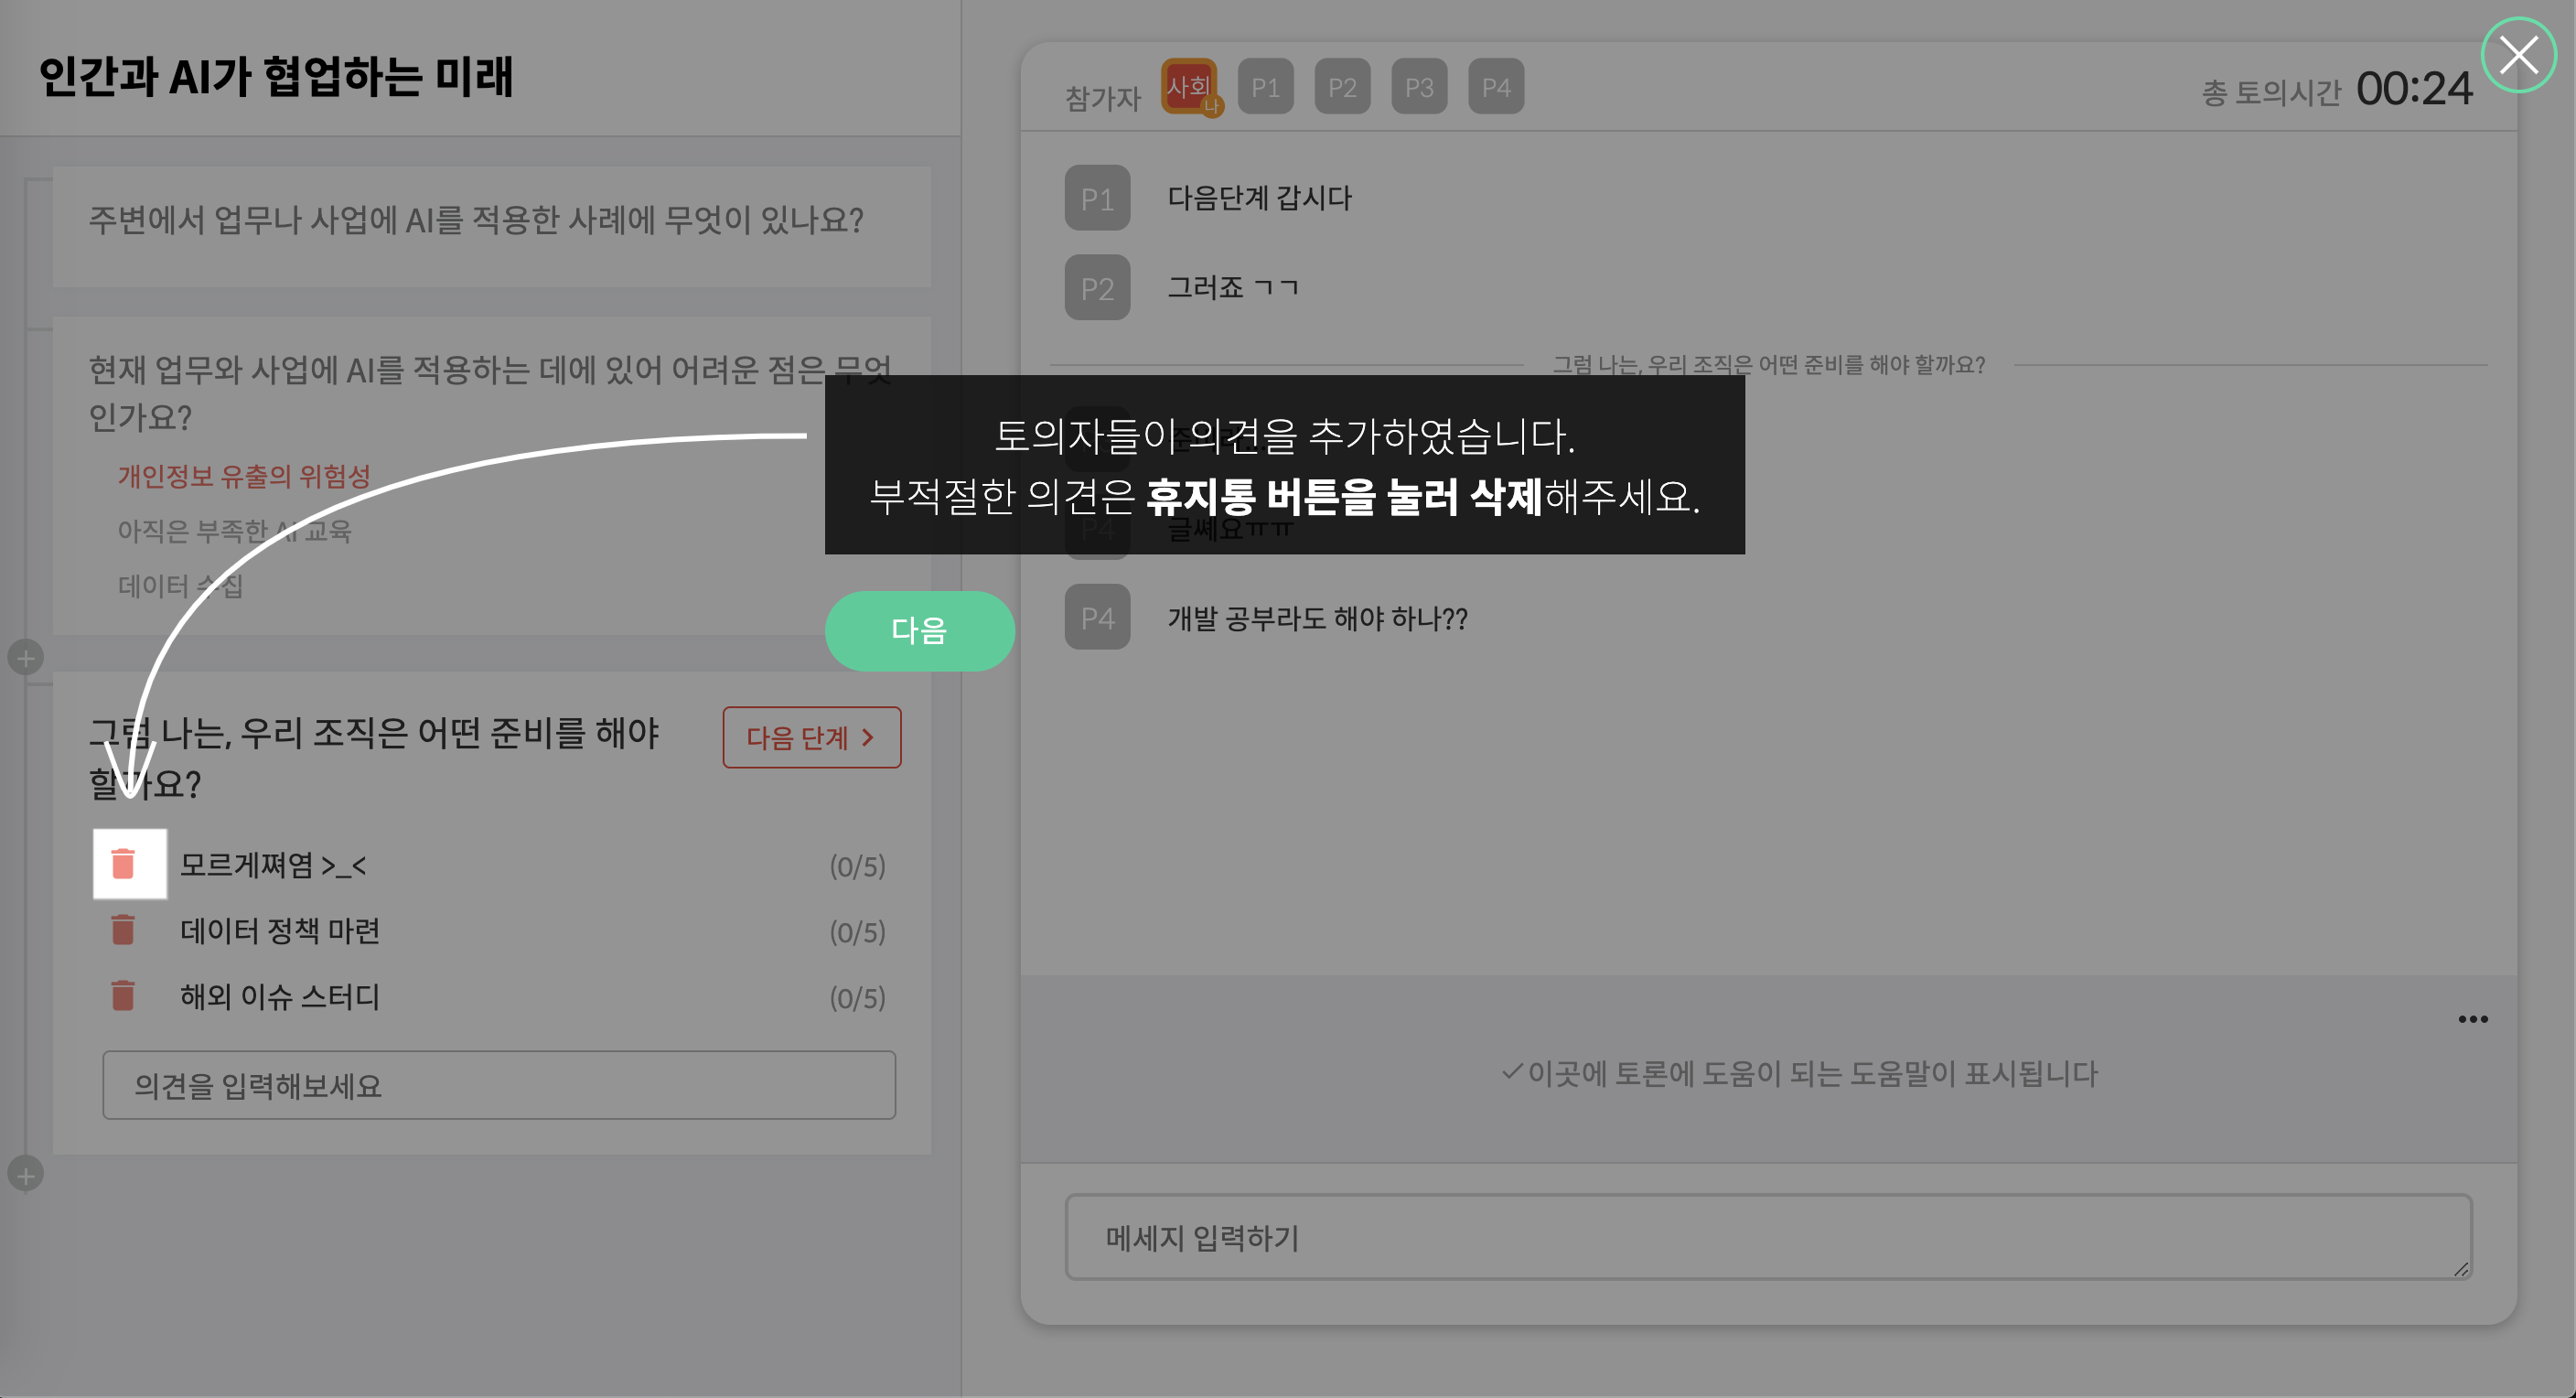 인간과 AI가 협업하는 미래
주변에서 업무나 사업에 AI를 적용한 사례에 무엇이 있나요?
현재 업무와 사업에 AI를 적용하는 데에 있어 어려운 점은 무엇
인가요?
개인정보 유출의 위험성
아직은 부족한 AI 교육
데이터 수집
그럼 나는, 우리 조직은 어떤 준비를 해야
할까요?
다음 단계 >
모르게쪄염 >_< (0/5)
데이터 정책 마련 (0/5)
해외 이슈 스터디 (0/5)
의견을 입력해보세요
참가자 사회 나 P1 P2 P3 P4
총 토의시간 00:24
P1 다음단계 갑시다
P2 그러죠 ㄱㄱ
그럼 나는, 우리 조직은 어떤 준비를 해야 할까요?
토의자들이 의견을 추가하였습니다.
부적절한 의견은 휴지통 버튼을 눌러 삭제해주세요.
다음
P4 글쎄요ㅠㅠ
P4 개발 공부라도 해야 하나??
✓이곳에 토론에 도움이 되는 도움말이 표시됩니다
메세지 입력하기